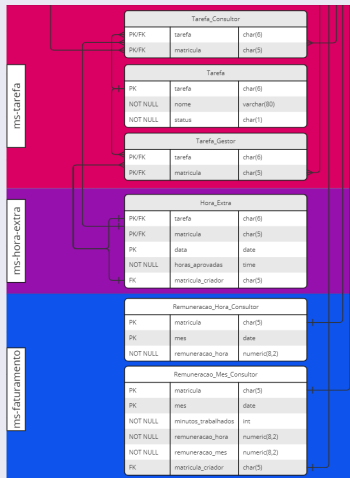 Tarefa_Consultor
PK/FK tarefa char(6)
PK/FK matricula char(5)
ms-tarefa
Tarefa
PK tarefa char(6)
NOT NULL nome varchar(80)
NOT NULL status char(1)
Tarefa_Gestor
PK/FK tarefa char(6)
PK/FK matricula char(5)
ms-hora-extra
Hora_Extra
PK/FK tarefa char(6)
PK/FK matricula char(5)
PK data date
NOT NULL horas_aprovadas time
FK matricula_criador char(5)
ms-faturamento
Remuneracao_Hora_Consultor
PK matricula char(5)
PK mes date
NOT NULL remuneracao_hora numeric(8,2)
Remuneracao_Mes_Consultor
PK matricula char(5)
PK mes date
NOT NULL minutos_trabalhados int
NOT NULL remuneracao_hora numeric(8,2)
NOT NULL remuneracao_mes numeric(8,2)
FK matricula_criador char(5)